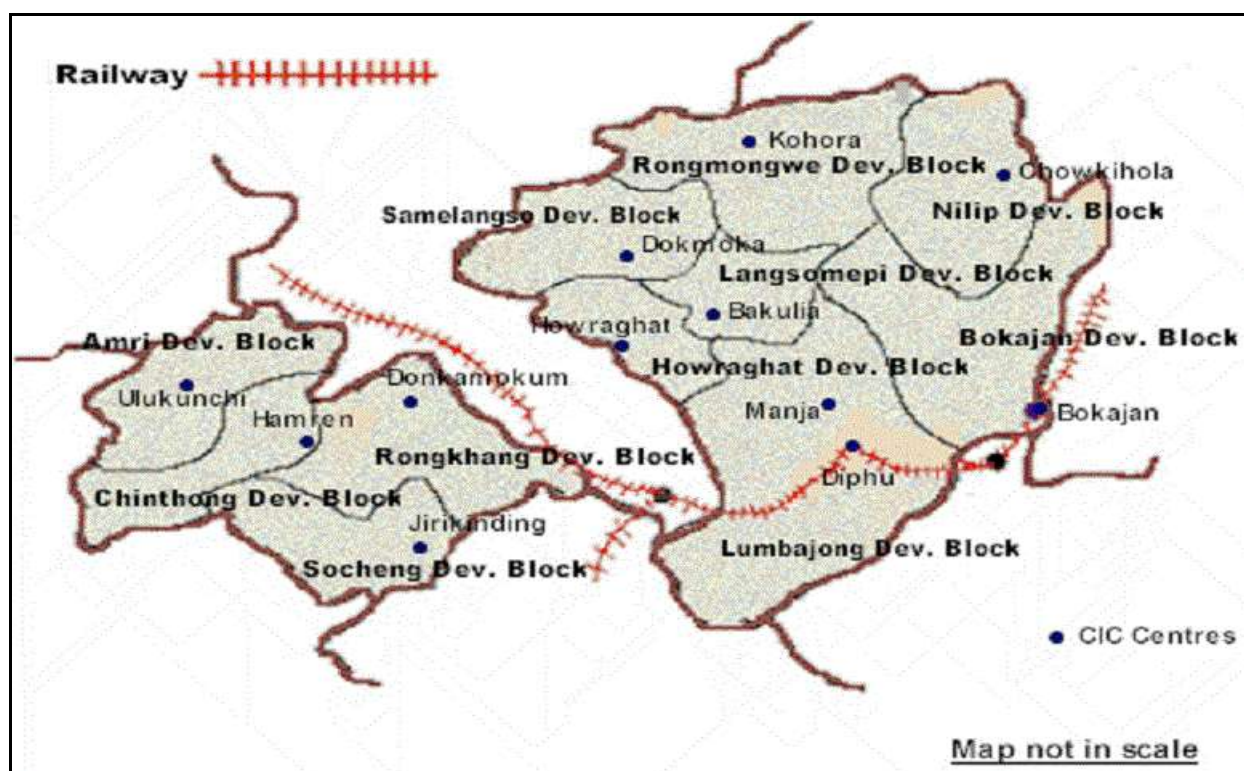 Railway
Kohora
Rongmongwe Dev. Block
Chowkihola
Samelangso Dev. Block
Nilip Dev. Block
Dokmoka
Langsomepi Dev. Block
Bakulia
Howraghat
Amri Dev. Block
Bokajan Dev. Block
Howraghat Dev. Block
Donkamokum
Ulukunchi
Manja
Bokajan
Hamren
Rongkhang Dev. Block
Diphu
Chinthong Dev. Block
Jirikinding
Lumbajong Dev. Block
Socheng Dev. Block
CIC Centres
Map not in scale